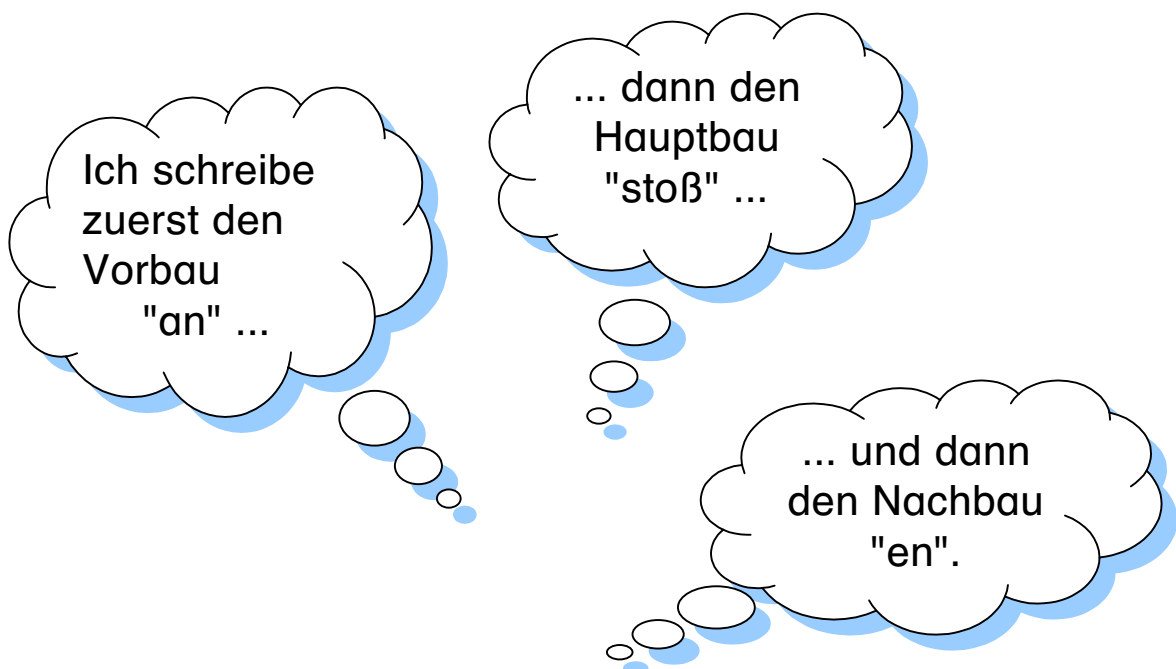 Ich schreibe
zuerst den
Vorbau
"an" ...
... dann den
Hauptbau
"stoß" ...
... und dann
den Nachbau
"en".